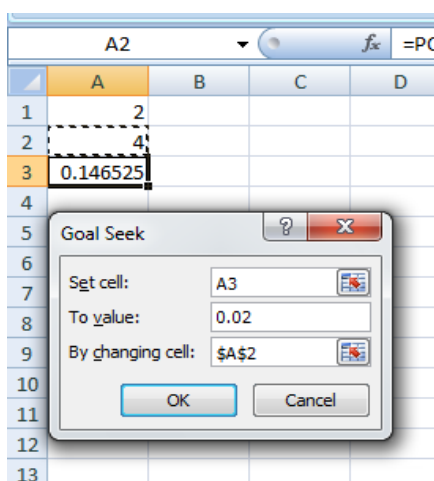 A2 fx =PO
A B C D
1 2
2 4
3 0.146525
4
5
6
7
8
9
10
11
12
13
Goal Seek ? X
Set cell: A3
To value: 0.02
By changing cell: $A$2
OK Cancel